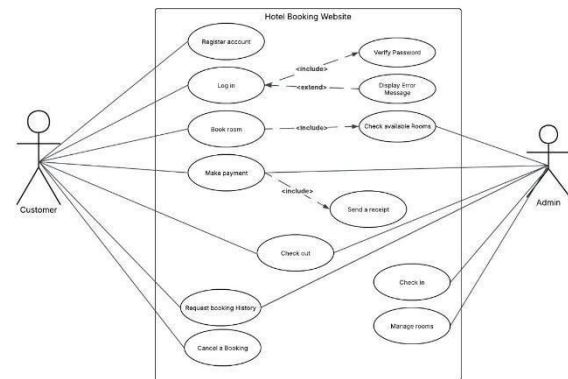 Hotel Booking Website
Register account
Verify Password
<include>
Log in
<extend>
Display Error
Message
Book room
<include>
Check available Rooms
Make payment
<include>
Send a receipt
Customer
Admin
Check out
Check ie
Request booking History
Manage rooms
Cancel a Booking